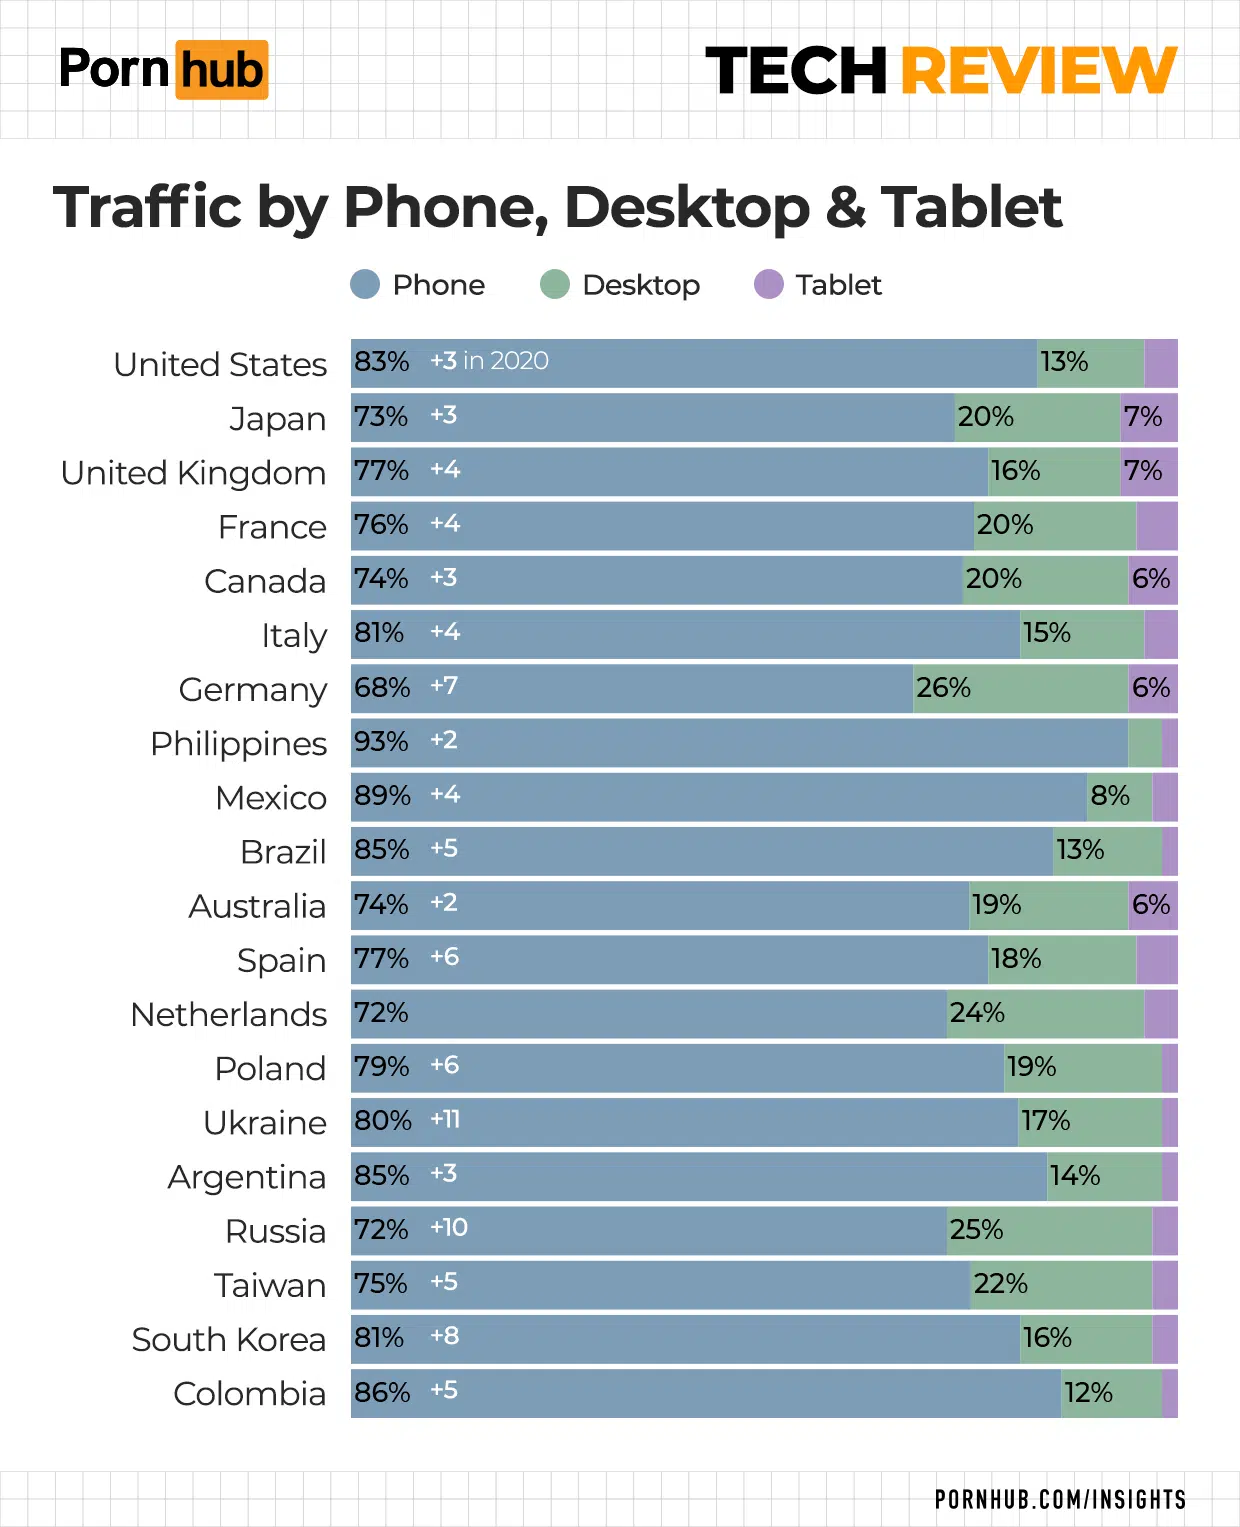 Pornhub
TECH REVIEW
Traffic by Phone, Desktop & Tablet
Phone Desktop Tablet
United States 83% +3 in 2020 13%
Japan 73% +3 20% 7%
United Kingdom 77% +4 16% 7%
France 76% +4 20%
Canada 74% +3 20% 6%
Italy 81% +4 15%
Germany 68% +7 26% 6%
Philippines 93% +2
Mexico 89% +4 8%
Brazil 85% +5 13%
Australia 74% +2 19% 6%
Spain 77% +6 18%
Netherlands 72% 24%
Poland 79% +6 19%
Ukraine 80% +11 17%
Argentina 85% +3 14%
Russia 72% +10 25%
Taiwan 75% +5 22%
South Korea 81% +8 16%
Colombia 86% +5 12%
PORNHUB.COM/INSIGHTS